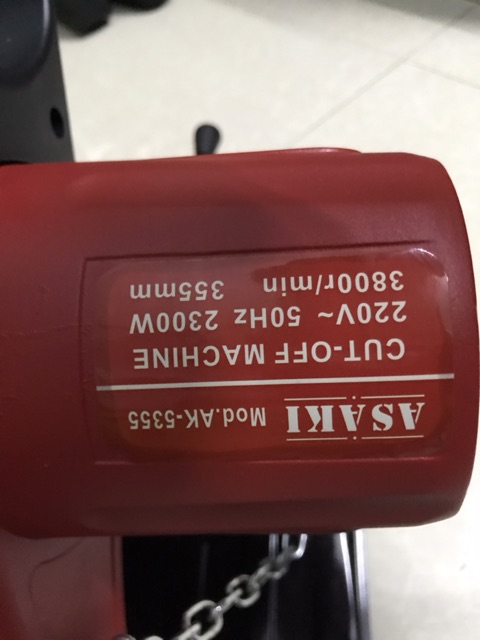 ASAKI Mod.AK-5355
CUT-OFF MACHINE
220V~ 50Hz 2300W
3800r/min 355mm